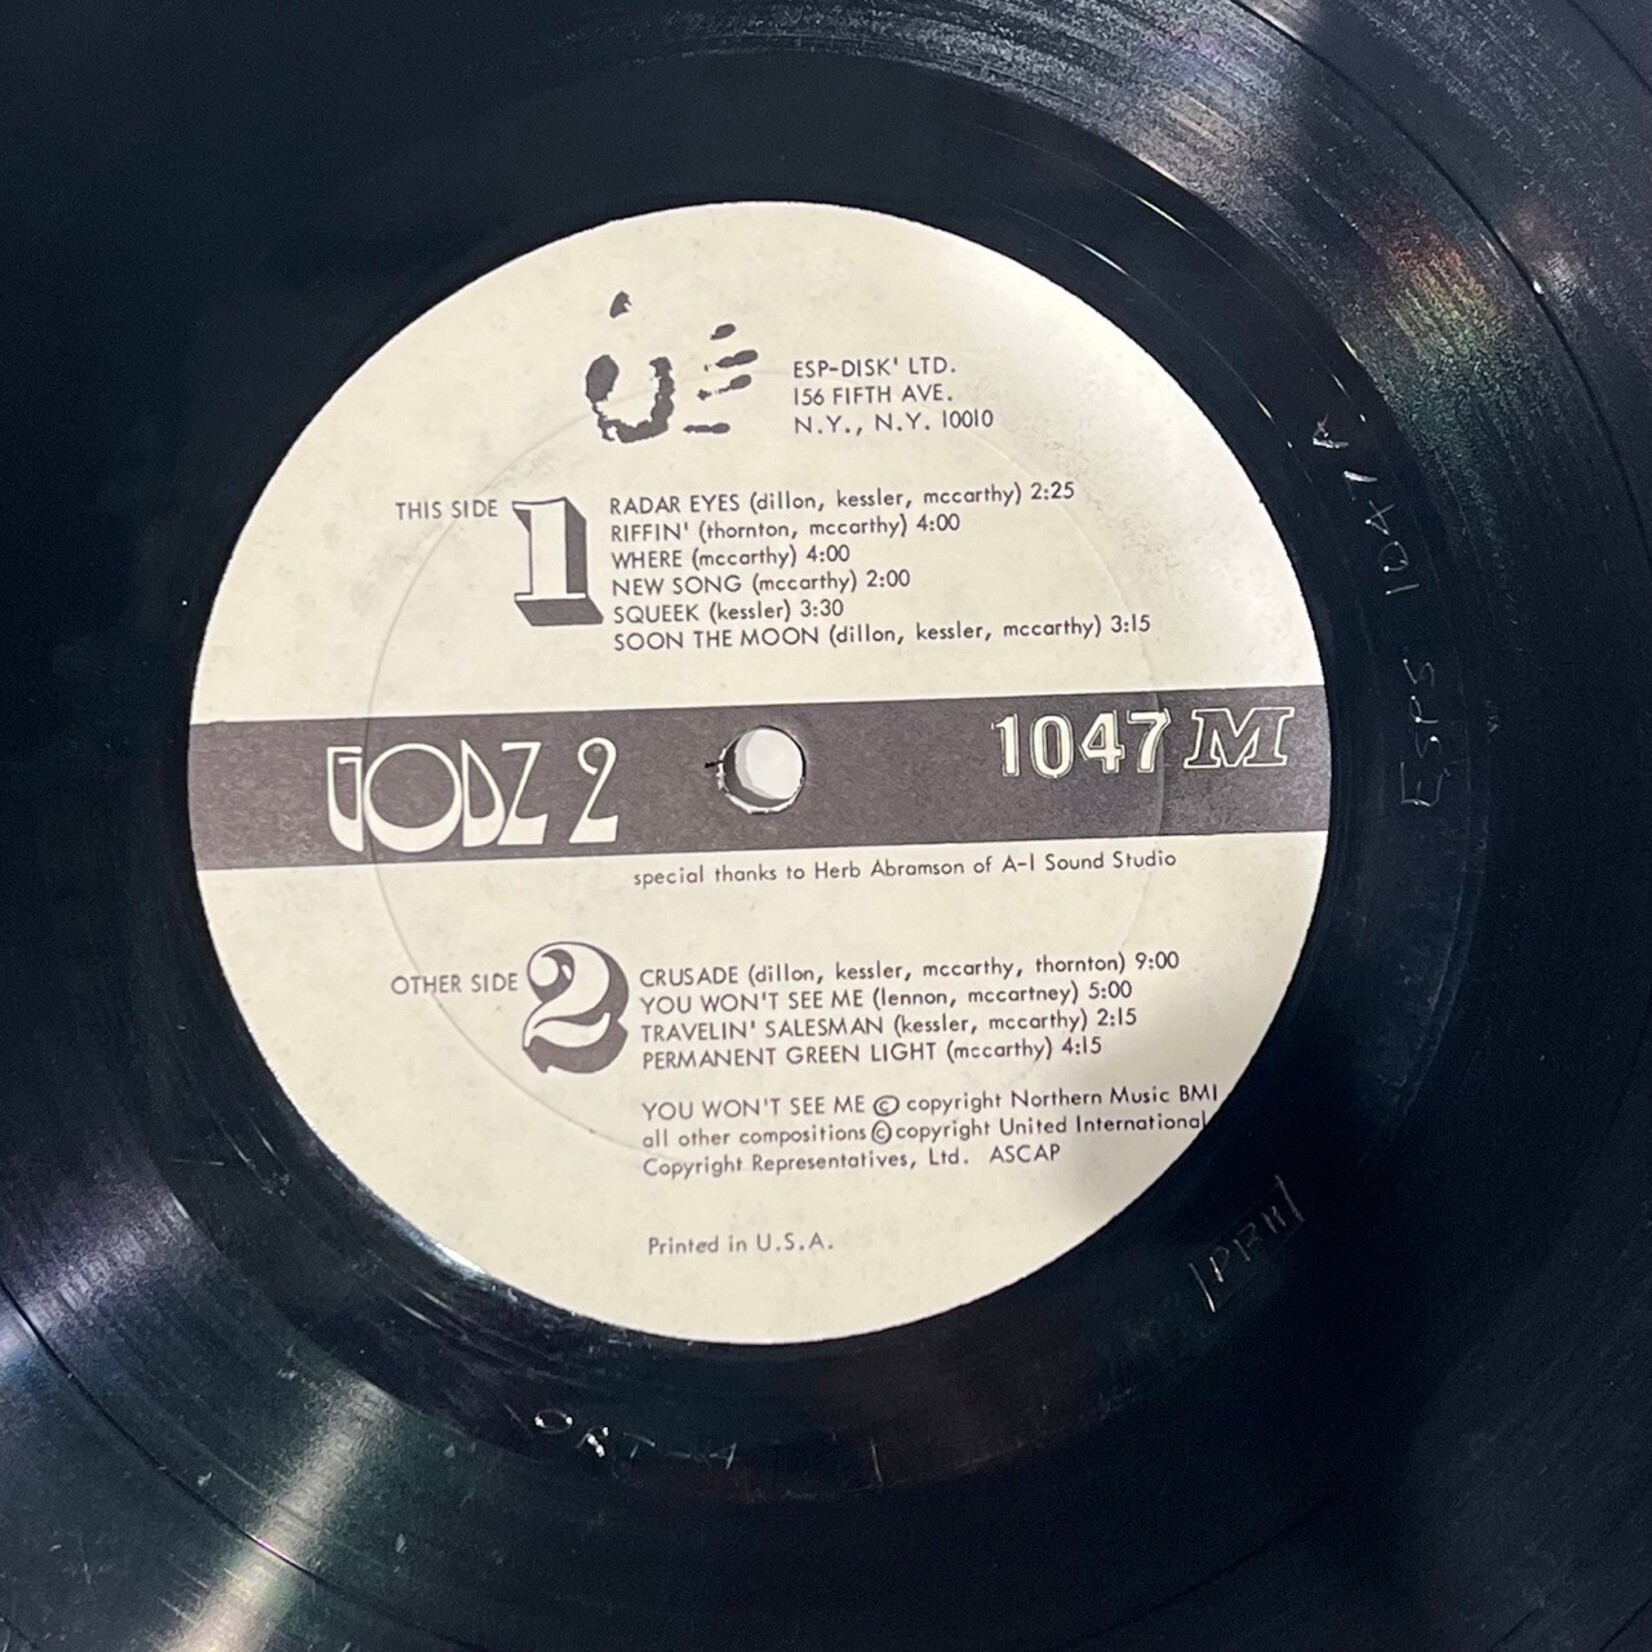 ESP-DISK' LTD.
156 FIFTH AVE.
N.Y., N.Y. 10010
THIS SIDE 1
RADAR EYES (dillon, kessler, mccarthy) 2:25
RIFFIN' (thornton, mccarthy) 4:00
WHERE (mccarthy) 4:00
NEW SONG (mccarthy) 2:00
SQUEEK (kessler) 3:30
SOON THE MOON (dillon, kessler, mccarthy) 3:15
GODZ 2
1047 M
special thanks to Herb Abramson of A-1 Sound Studio
OTHER SIDE 2
CRUSADE (dillon, kessler, mccarthy, thornton) 9:00
YOU WON'T SEE ME (lennon, mccartney) 5:00
TRAVELIN' SALESMAN (kessler, mccarthy) 2:15
PERMANENT GREEN LIGHT (mccarthy) 4:15
YOU WON'T SEE ME © copyright Northern Music BMI
all other compositions © copyright United International
Copyright Representatives, Ltd. ASCAP
Printed in U.S.A.
ESPS 1047A